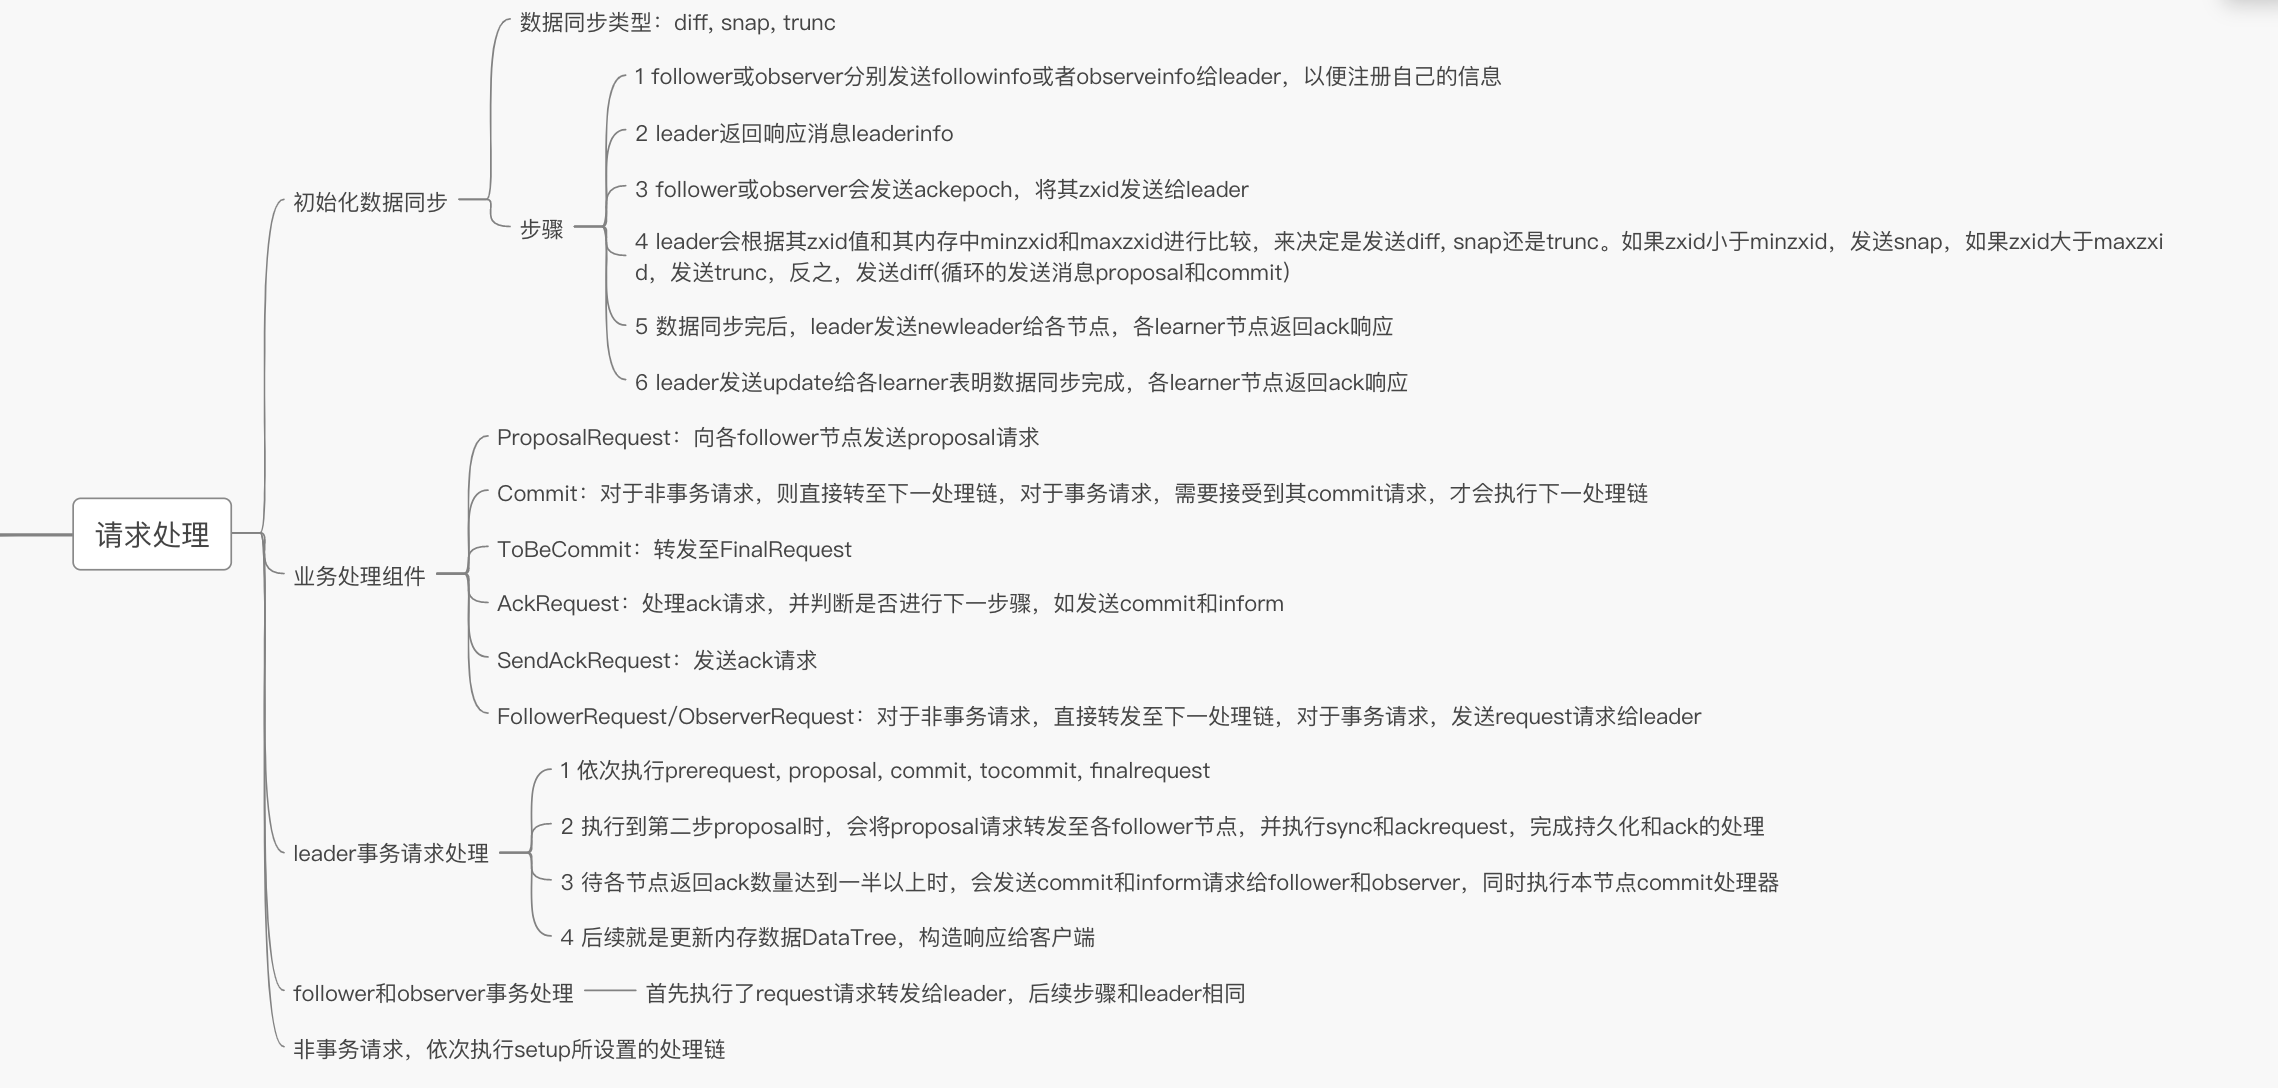 数据同步类型：diff, snap, trunc
1 follower或observer分别发送followinfo或者observeinfo给leader，以便注册自己的信息
2 leader返回响应消息leaderinfo
初始化数据同步
3 follower或observer会发送ackepoch，将其zxid发送给leader
步骤
4 leader会根据其zxid值和其内存中minzxid和maxzxid进行比较，来决定是发送diff, snap还是trunc。如果zxid小于minzxid，发送snap，如果zxid大于maxzxi
d，发送trunc，反之，发送diff(循环的发送消息proposal和commit)
5 数据同步完后，leader发送newleader给各节点，各learner节点返回ack响应
6 leader发送update给各learner表明数据同步完成，各learner节点返回ack响应
请求处理
业务处理组件
ProposalRequest：向各follower节点发送proposal请求
Commit：对于非事务请求，则直接转至下一处理链，对于事务请求，需要接受到其commit请求，才会执行下一处理链
ToBeCommit：转发至FinalRequest
AckRequest：处理ack请求，并判断是否进行下一步骤，如发送commit和inform
SendAckRequest：发送ack请求
FollowerRequest/ObserverRequest：对于非事务请求，直接转发至下一处理链，对于事务请求，发送request请求给leader
leader事务请求处理
1 依次执行prerequest, proposal, commit, tocommit, finalrequest
2 执行到第二步proposal时，会将proposal请求转发至各follower节点，并执行sync和ackrequest，完成持久化和ack的处理
3 待各节点返回ack数量达到一半以上时，会发送commit和inform请求给follower和observer，同时执行本节点commit处理器
4 后续就是更新内存数据DataTree，构造响应给客户端
follower和observer事务处理
首先执行了request请求转发给leader，后续步骤和leader相同
非事务请求，依次执行setup所设置的处理链